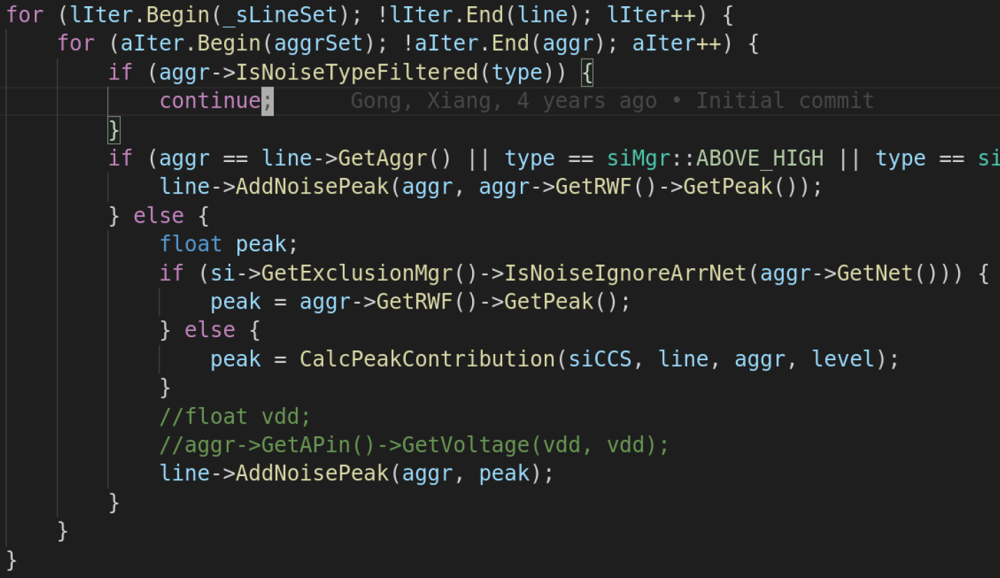 for (lIter.Begin(_sLineSet); !lIter.End(line); lIter++) {
    for (aIter.Begin(aggrSet); !aIter.End(aggr); aIter++) {
        if (aggr->IsNoiseTypeFiltered(type)) {
            continue;      Gong, Xiang, 4 years ago • Initial commit
        }
        if (aggr == line->GetAggr() || type == siMgr::ABOVE_HIGH || type == si
            line->AddNoisePeak(aggr, aggr->GetRWF()->GetPeak());
        } else {
            float peak;
            if (si->GetExclusionMgr()->IsNoiseIgnoreArrNet(aggr->GetNet())) {
                peak = aggr->GetRWF()->GetPeak();
            } else {
                peak = CalcPeakContribution(siCCS, line, aggr, level);
            }
            //float vdd;
            //aggr->GetAPin()->GetVoltage(vdd, vdd);
            line->AddNoisePeak(aggr, peak);
        }
    }
}